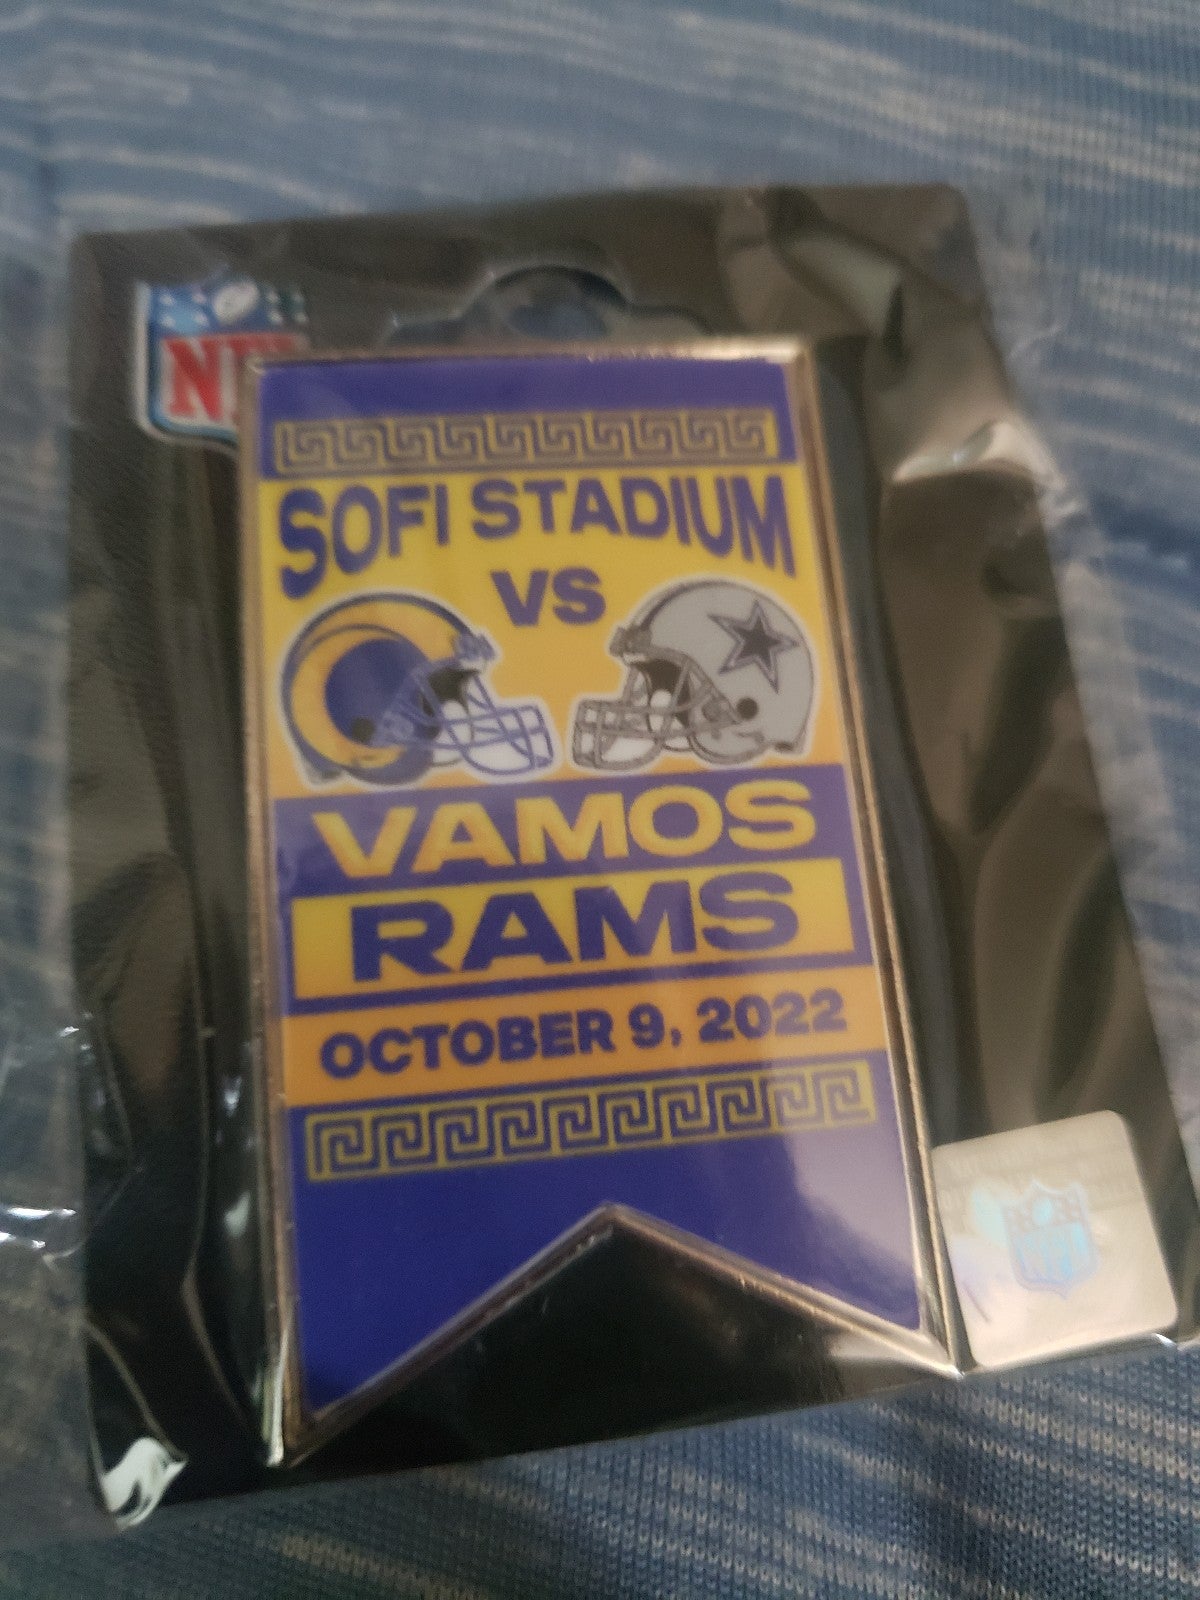 SOFI STADIUM
VS
VAMOS
RAMS
OCTOBER 9, 2022